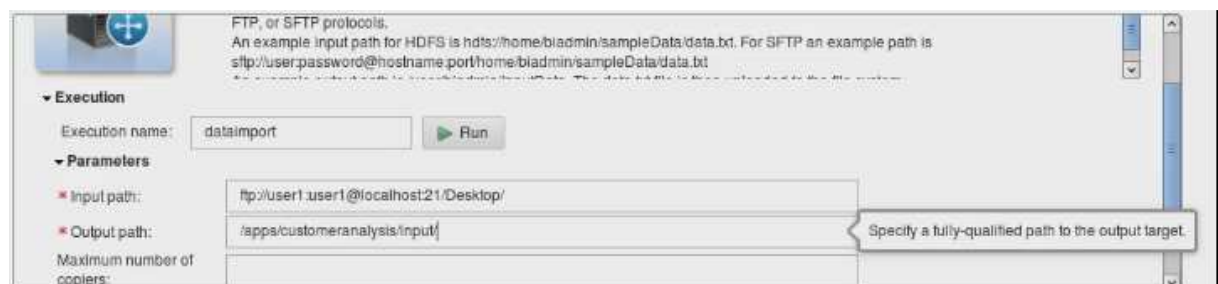 FTP, or SFTP protocols.
An example input path for HDFS is hdfs://home/biadmin/sampleData/data.txt. For SFTP an example path is
sftp://user:password@hostname:port/home/biadmin/sampleData/data.txt
Execution
Execution name: dataimport Run
Parameters
* Input path: ftp://user1:user1@localhost:21/Desktop/
* Output path: /apps/customeranalysis/input/ Specify a fully-qualified path to the output target.
Maximum number of
copiers: